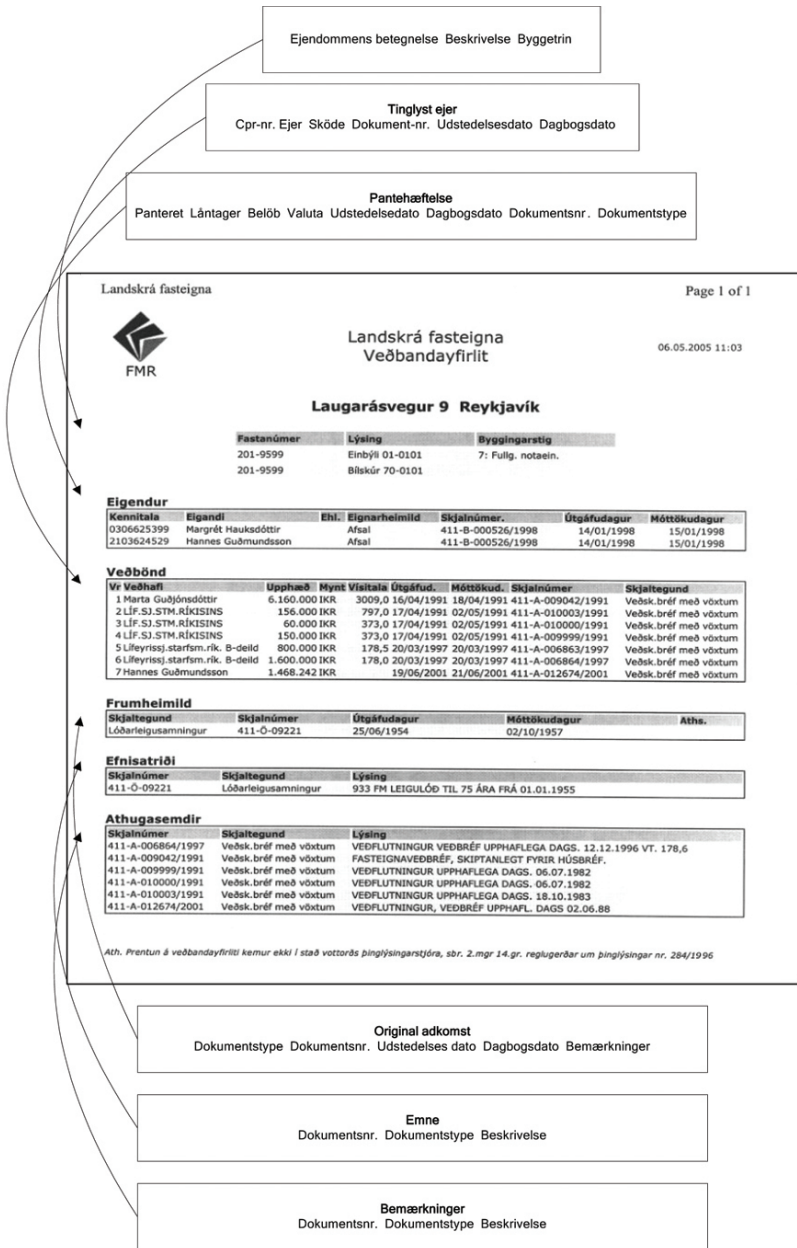 Ejendommens betegnelse Beskrivelse Byggetrin
Tinglyst ejer
Cpr-nr. Ejer Sköde Dokument-nr. Udstedelsesdato Dagbogsdato
Pantehæftelse
Panteret Låntager Belöb Valuta Udstededato Dagbogsdato Dokumentsnr. Dokumentstype
Landskrá fasteigna Page 1 of 1
FMR
Landskrá fasteigna
Veðbandayfirlit
06.05.2005 11:03
Laugarásvegur 9 Reykjavík
Fastanúmer Lýsing Byggingarstig
201-9599 Einbýli 01-0101 7: Fullg. notaein.
201-9599 Bílskúr 70-0101
Eigendur
Kennitala Eigandi Ehl. Eignarheimild Skjalnúmer. Útgáfudagur Móttökudagur
0306625399 Margrét Hauksdóttir Afsal 411-B-000526/1998 14/01/1998 15/01/1998
2103624529 Hannes Guðmundsson Afsal 411-B-000526/1998 14/01/1998 15/01/1998
Veðbönd
Vr Veðhafi Upphæð Mynt Vísitala Útgáfud. Móttökud. Skjalnúmer Skjaltegund
1 Marta Guðjónsdóttir 6.160.000 IKR 3009,0 16/04/1991 18/04/1991 411-A-009042/1991 Veðsk.bréf með vöxtum
2 LÍF.SJ.STM.RÍKISINS 156.000 IKR 797,0 17/04/1991 02/05/1991 411-A-010003/1991 Veðsk.bréf með vöxtum
3 LÍF.SJ.STM.RÍKISINS 60.000 IKR 373,0 17/04/1991 02/05/1991 411-A-010000/1991 Veðsk.bréf með vöxtum
4 LÍF.SJ.STM.RÍKISINS 150.000 IKR 373,0 17/04/1991 02/05/1991 411-A-009999/1991 Veðsk.bréf með vöxtum
5 Lífeyrissj.starfsm.rík. B-deild 800.000 IKR 178,5 20/03/1997 20/03/1997 411-A-006863/1997 Veðsk.bréf með vöxtum
6 Lífeyrissj.starfsm.rík. B-deild 1.600.000 IKR 178,0 20/03/1997 20/03/1997 411-A-006864/1997 Veðsk.bréf með vöxtum
7 Hannes Guðmundsson 1.468.242 IKR 19/06/2001 21/06/2001 411-A-012674/2001 Veðsk.bréf með vöxtum
Frumheimild
Skjaltegund Skjalnúmer Útgáfudagur Móttökudagur Aths.
Lóðarleigusamningur 411-Ö-09221 25/06/1954 02/10/1957
Efnisatriði
Skjalnúmer Skjaltegund Lýsing
411-Ö-09221 Lóðarleigusamningur 933 FM LEIGULÓÐ TIL 75 ÁRA FRÁ 01.01.1955
Athugasemdir
Skjalnúmer Skjaltegund Lýsing
411-A-006864/1997 Veðsk.bréf með vöxtum VEÐFLUTNINGUR VEÐBRÉF UPPHAFLEGA DAGS. 12.12.1996 VT. 178,6
411-A-009042/1991 Veðsk.bréf með vöxtum FASTEIGNAVEÐBRÉF, SKIPTANLEGT FYRIR HÚSBRÉF.
411-A-009999/1991 Veðsk.bréf með vöxtum VEÐFLUTNINGUR UPPHAFLEGA DAGS. 06.07.1982
411-A-010000/1991 Veðsk.bréf með vöxtum VEÐFLUTNINGUR UPPHAFLEGA DAGS. 06.07.1982
411-A-010003/1991 Veðsk.bréf með vöxtum VEÐFLUTNINGUR UPPHAFLEGA DAGS. 18.10.1983
411-A-012674/2001 Veðsk.bréf með vöxtum VEÐFLUTNINGUR, VEÐBRÉF UPPHAFL. DAGS 02.06.88
Ath. Prentun á veðbandayfirliti kemur ekki í stað vottorðs þinglýsingarstjóra, sbr. 2.mgr 14.gr. reglugerðar um þinglýsingar nr. 284/1996
Original adkomst
Dokumentstype Dokumentsnr. Udstedelses dato Dagbogsdato Bemærkninger
Emne
Dokumentsnr. Dokumentstype Beskrivelse
Bemærkninger
Dokumentsnr. Dokumentstype Beskrivelse